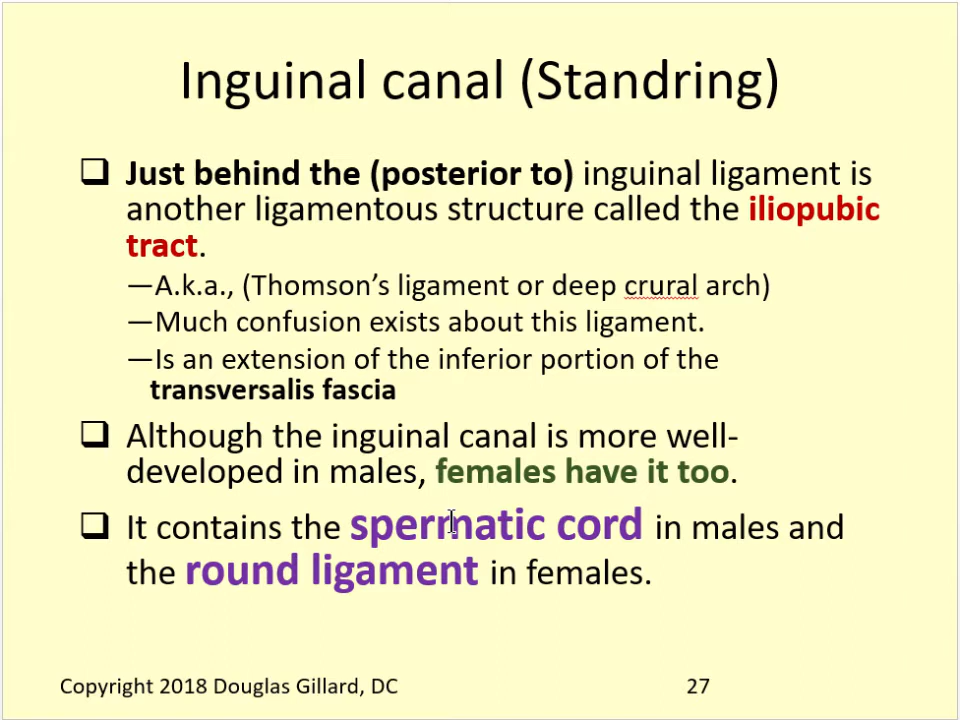 Inguinal canal (Standring)
❑ Just behind the (posterior to) inguinal ligament is
another ligamentous structure called the iliopubic
tract.
—A.k.a., (Thomson’s ligament or deep crural arch)
—Much confusion exists about this ligament.
—Is an extension of the inferior portion of the
transversalis fascia
❑ Although the inguinal canal is more well-
developed in males, females have it too.
❑ It contains the spermatic cord in males and
the round ligament in females.
Copyright 2018 Douglas Gillard, DC 27